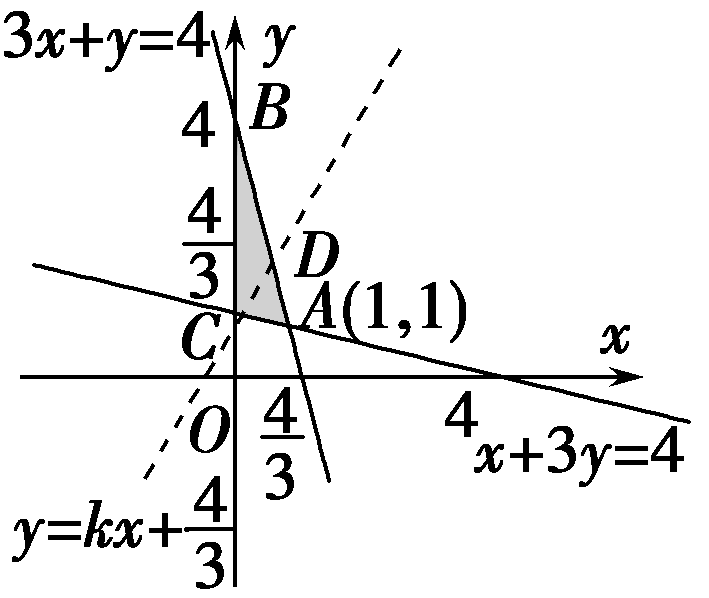 3x+y=4
y
B
4
4/3
D
A(1,1)
C
x
O
4/3
4
x+3y=4
y=kx+4/3